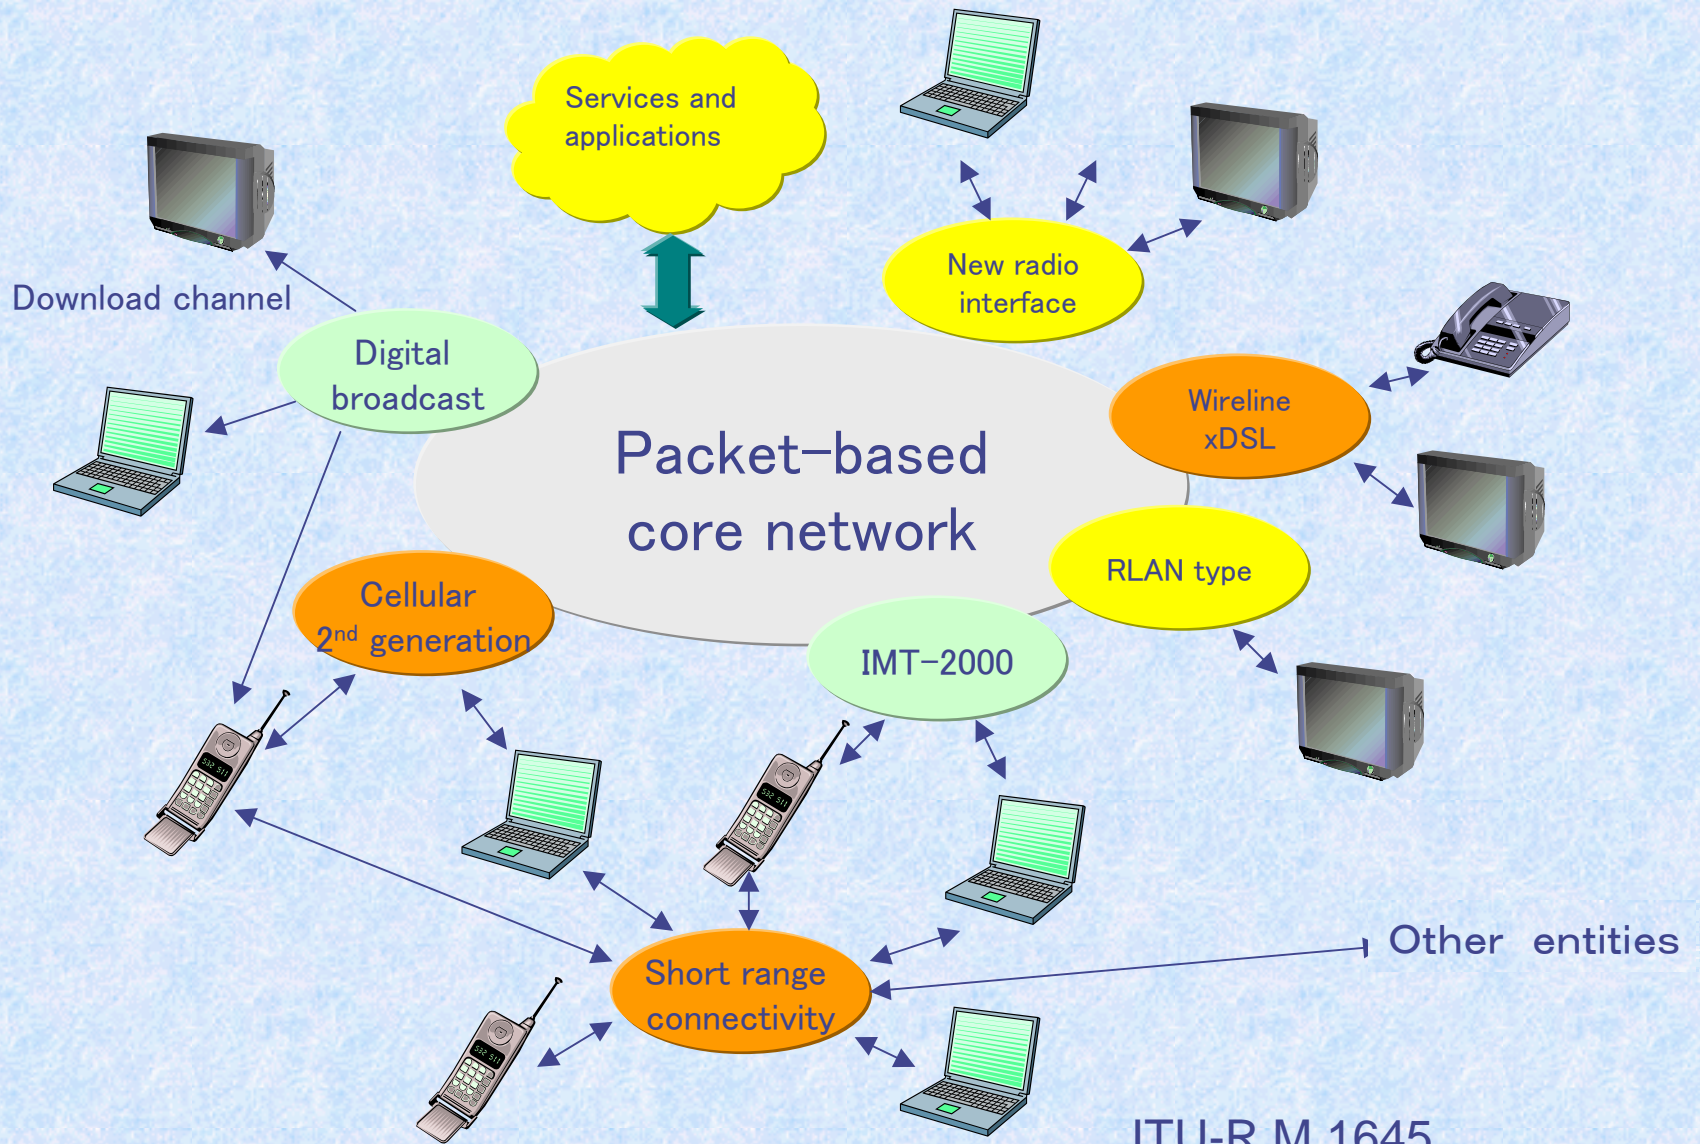 Services and
applications
New radio
interface
Download channel
Digital
broadcast
Wireline
xDSL
Packet-based
core network
RLAN type
Cellular
2nd generation
IMT-2000
Other entities
Short range
connectivity
ITU-R M.1645